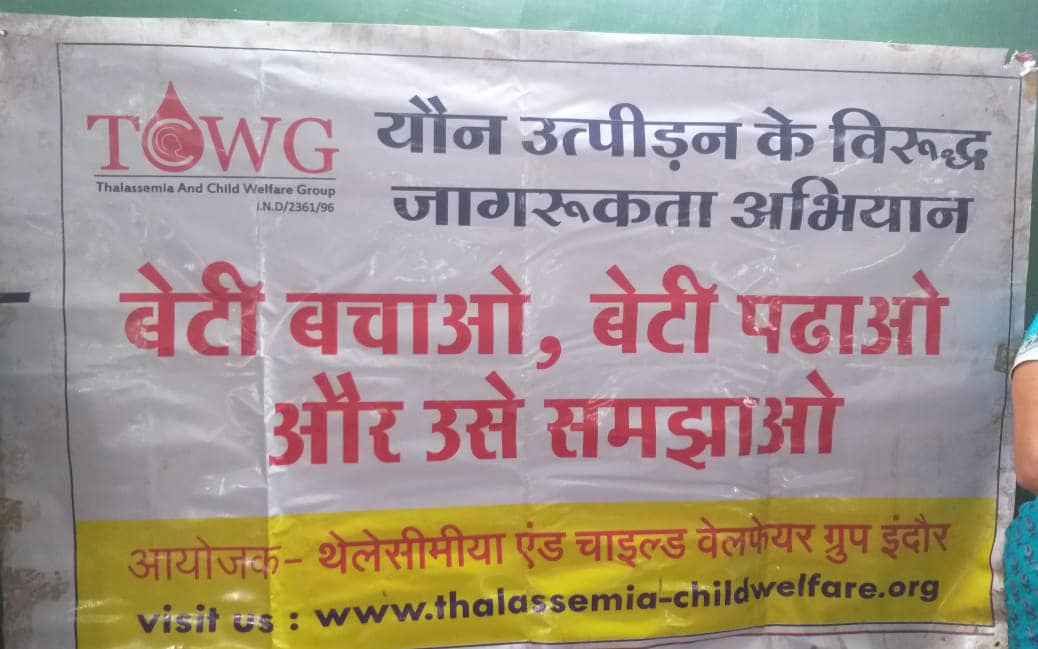 TCWG
Thalassemia And Child Welfare Group
I.N.D/2361/96
यौन उत्पीड़न के विरूद्ध
जागरूकता अभियान
बेटी बचाओ, बेटी पढाओ
और उसे समझाओ
आयोजक- थेलेसीमीया एंड चाइल्ड वेलफेयर ग्रुप इंदौर
visit us : www.thalassemia-childwelfare.org